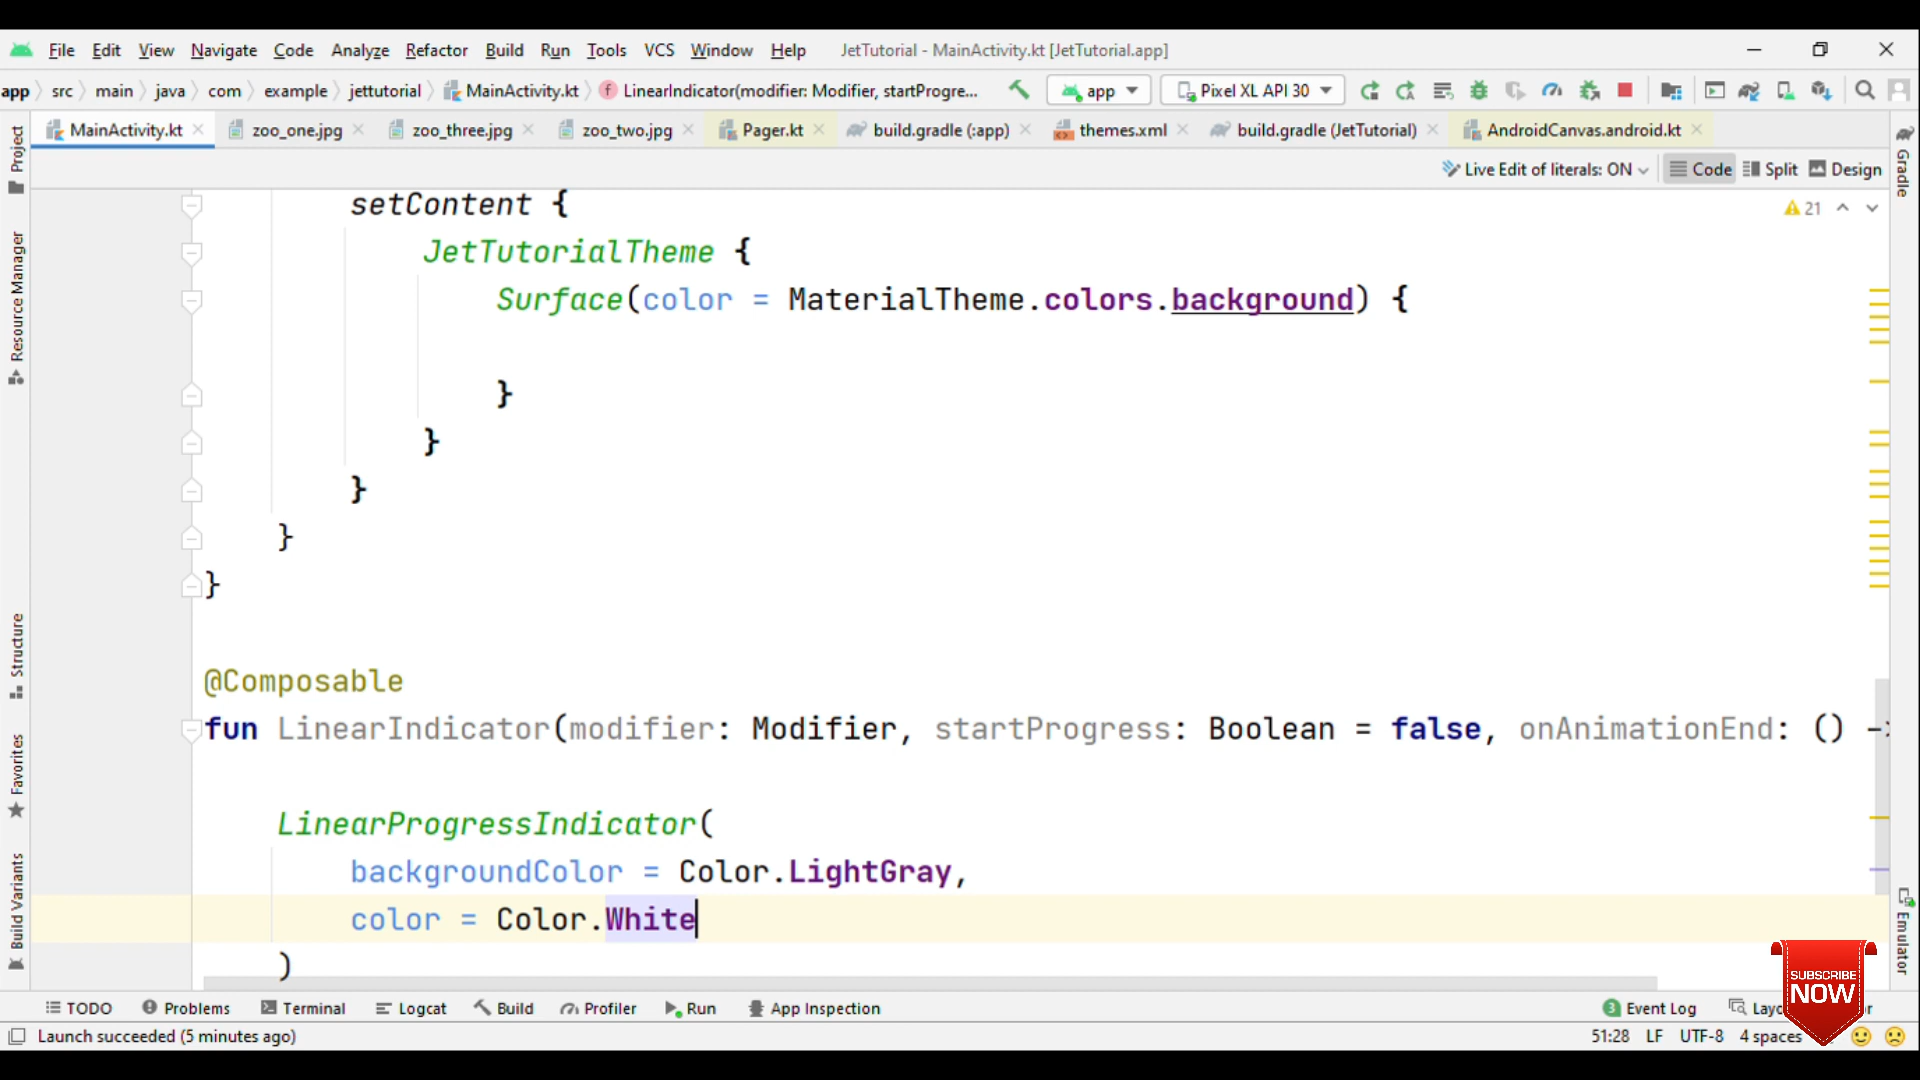 File Edit View Navigate Code Analyze Refactor Build Run Tools VCS Window Help JetTutorial - MainActivity.kt [JetTutorial.app]
app src main java com example jettutorial MainActivity.kt LinearIndicator(modifier: Modifier, startProgre... app Pixel XL API 30
MainActivity.kt zoo_one.jpg zoo_three.jpg zoo_two.jpg Pager.kt build.gradle (:app) themes.xml build.gradle (JetTutorial) AndroidCanvas.android.kt
Live Edit of literals: ON Code Split Design
Project
Resource Manager
Structure
Favorites
Build Variants
Gradle
Emulator
21
setContent {
JetTutorialTheme {
Surface(color = MaterialTheme.colors.background) {
}
}
}
}
}
@Composable
fun LinearIndicator(modifier: Modifier, startProgress: Boolean = false, onAnimationEnd: () -
LinearProgressIndicator(
backgroundColor = Color.LightGray,
color = Color.White
)
SUBSCRIBE
NOW
TODO Problems Terminal Logcat Build Profiler Run App Inspection 3 Event Log
Launch succeeded (5 minutes ago) 51:28 LF UTF-8 4 spaces